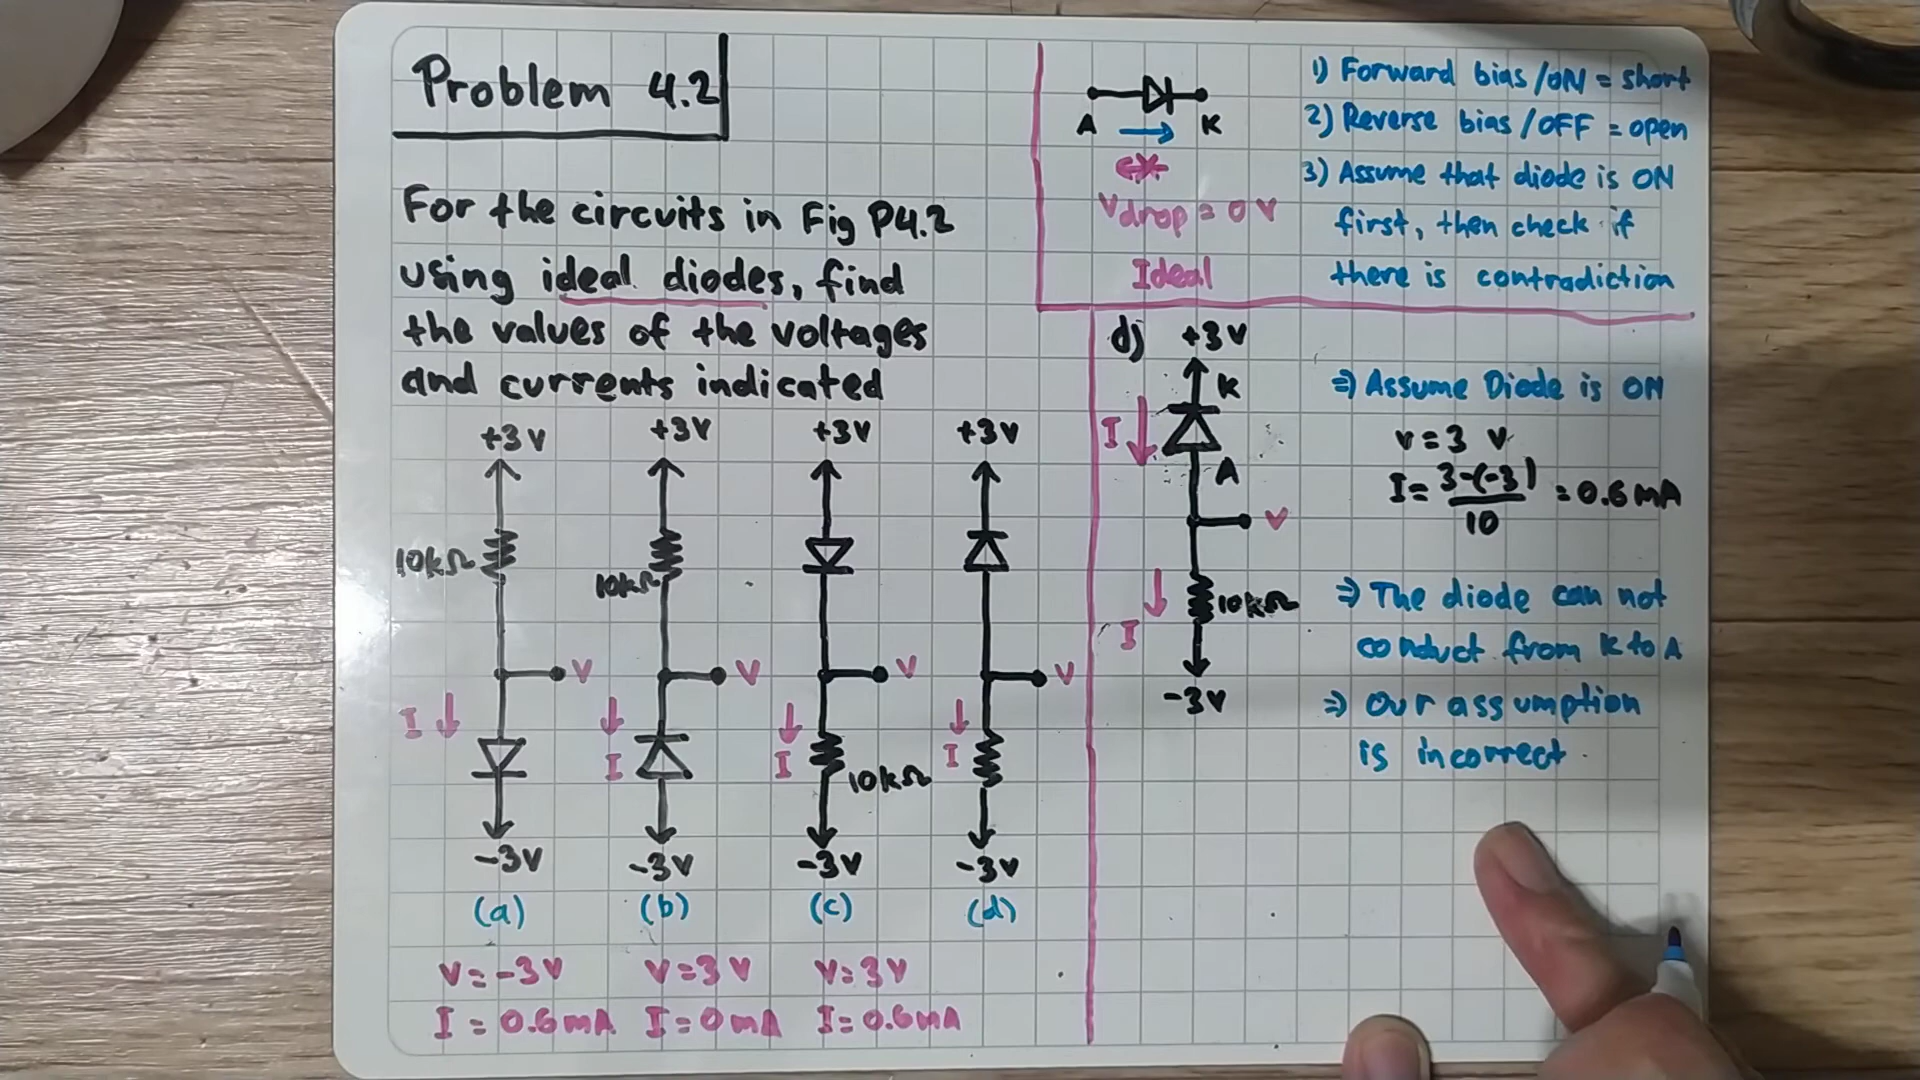 Problem 4.2
For the circuits in Fig P4.2
using ideal diodes, find
the values of the voltages
and currents indicated
+3V +3V +3V +3V
10kΩ 10kΩ
V V V V
I I I I
10kΩ
-3V -3V -3V -3V
(a) (b) (c) (d)
V=-3V V=3V V=3V
I=0.6mA I=0mA I=0.6mA
A K
Vdrop=0V
Ideal
1) Forward bias/ON = short
2) Reverse bias/OFF = open
3) Assume that diode is ON
first, then check if
there is contradiction
d) +3V
K
I
A
V
10kΩ
I
-3V
⇒ Assume Diode is ON
V=3 V
I=3-(-3)/10=0.6mA
⇒ The diode can not
conduct from K to A
⇒ Our assumption
is incorrect